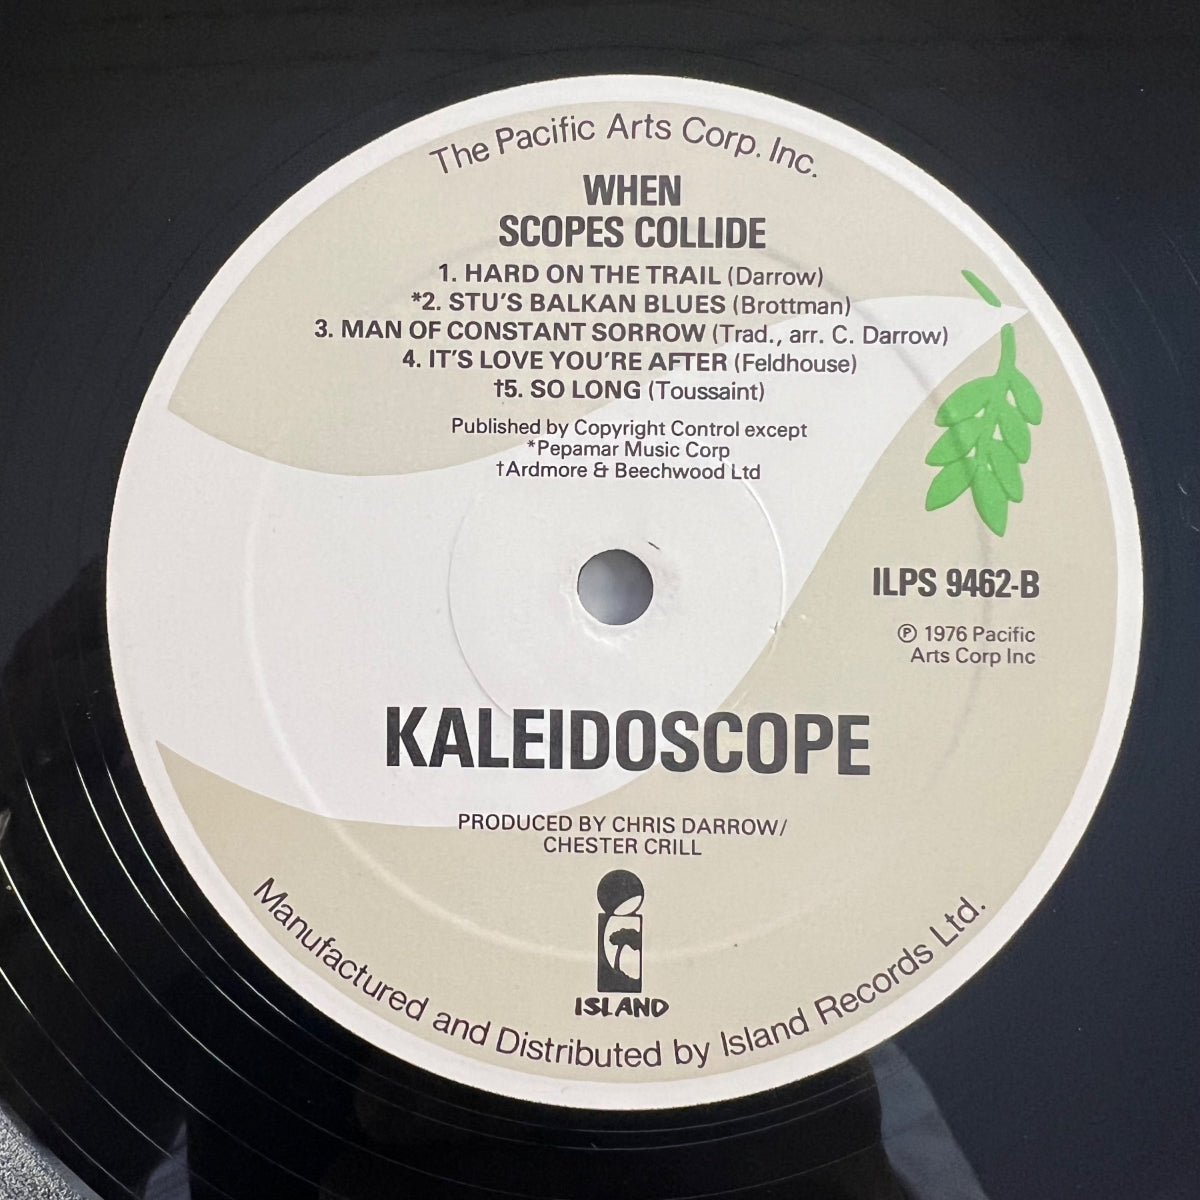 The Pacific Arts Corp. Inc.
WHEN
SCOPES COLLIDE
1. HARD ON THE TRAIL (Darrow)
*2. STU'S BALKAN BLUES (Brottman)
3. MAN OF CONSTANT SORROW (Trad., arr. C. Darrow)
4. IT'S LOVE YOU'RE AFTER (Feldhouse)
†5. SO LONG (Toussaint)
Published by Copyright Control except
*Pepamar Music Corp
†Ardmore & Beechwood Ltd
ILPS 9462-B
℗ 1976 Pacific
Arts Corp Inc
KALEIDOSCOPE
PRODUCED BY CHRIS DARROW/
CHESTER CRILL
ISLAND
Manufactured and Distributed by Island Records Ltd.